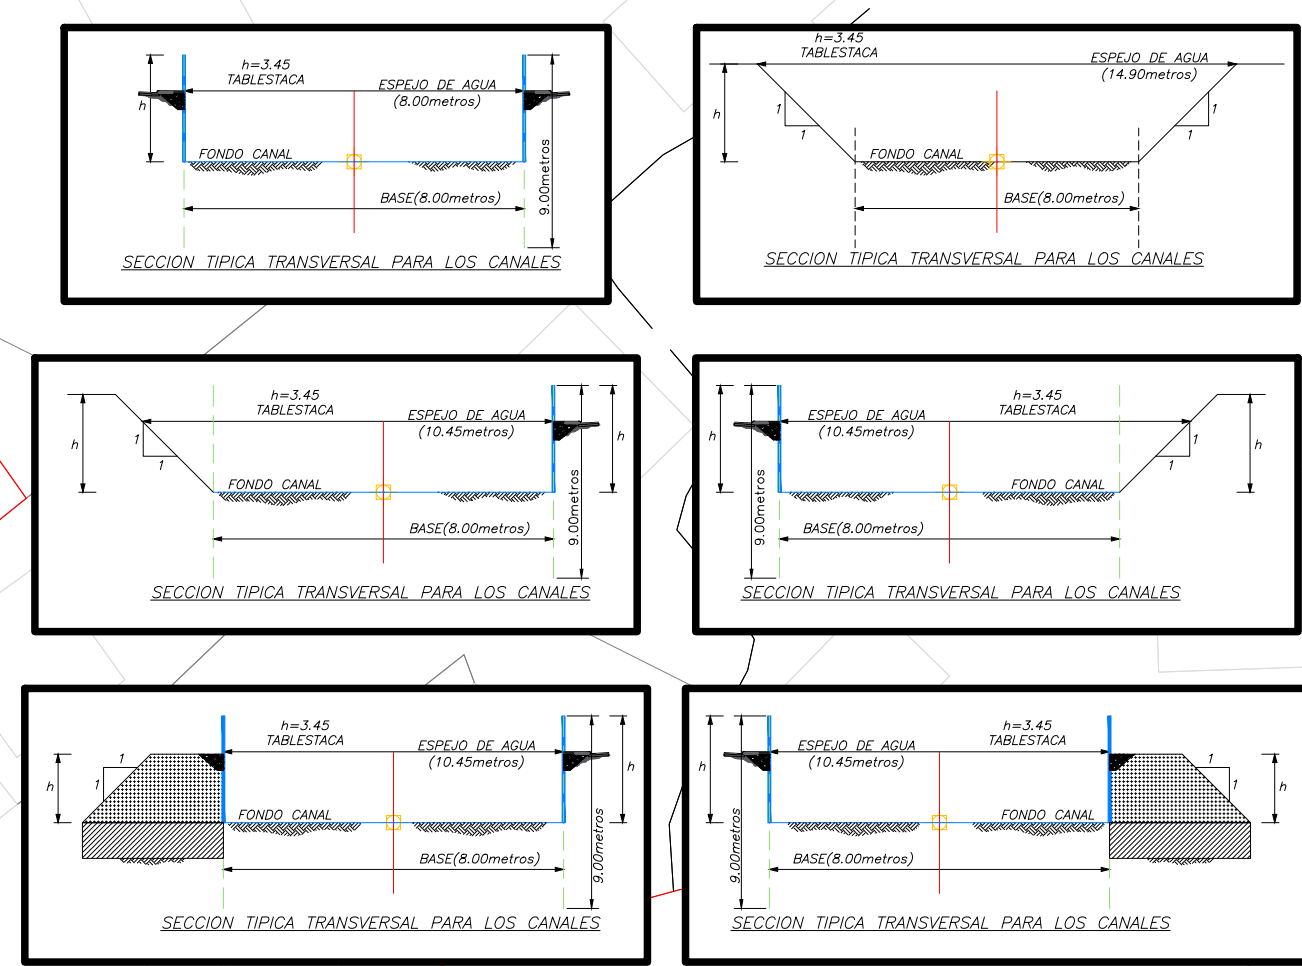 h=3.45
TABLESTACA
ESPEJO DE AGUA
(8.00metros)
h
FONDO CANAL
9.00metros
BASE(8.00metros)
SECCION TIPICA TRANSVERSAL PARA LOS CANALES
h=3.45
TABLESTACA
ESPEJO DE AGUA
(14.90metros)
h
1
1
1
1
FONDO CANAL
BASE(8.00metros)
SECCION TIPICA TRANSVERSAL PARA LOS CANALES
h=3.45
TABLESTACA
ESPEJO DE AGUA
(10.45metros)
h
1
1
h
FONDO CANAL
9.00metros
BASE(8.00metros)
SECCION TIPICA TRANSVERSAL PARA LOS CANALES
h=3.45
TABLESTACA
ESPEJO DE AGUA
(10.45metros)
h
1
1
h
FONDO CANAL
9.00metros
BASE(8.00metros)
SECCION TIPICA TRANSVERSAL PARA LOS CANALES
h=3.45
TABLESTACA
ESPEJO DE AGUA
(10.45metros)
1
1
h
h
FONDO CANAL
9.00metros
BASE(8.00metros)
SECCION TIPICA TRANSVERSAL PARA LOS CANALES
h=3.45
TABLESTACA
ESPEJO DE AGUA
(10.45metros)
h
1
1
h
FONDO CANAL
9.00metros
BASE(8.00metros)
SECCION TIPICA TRANSVERSAL PARA LOS CANALES